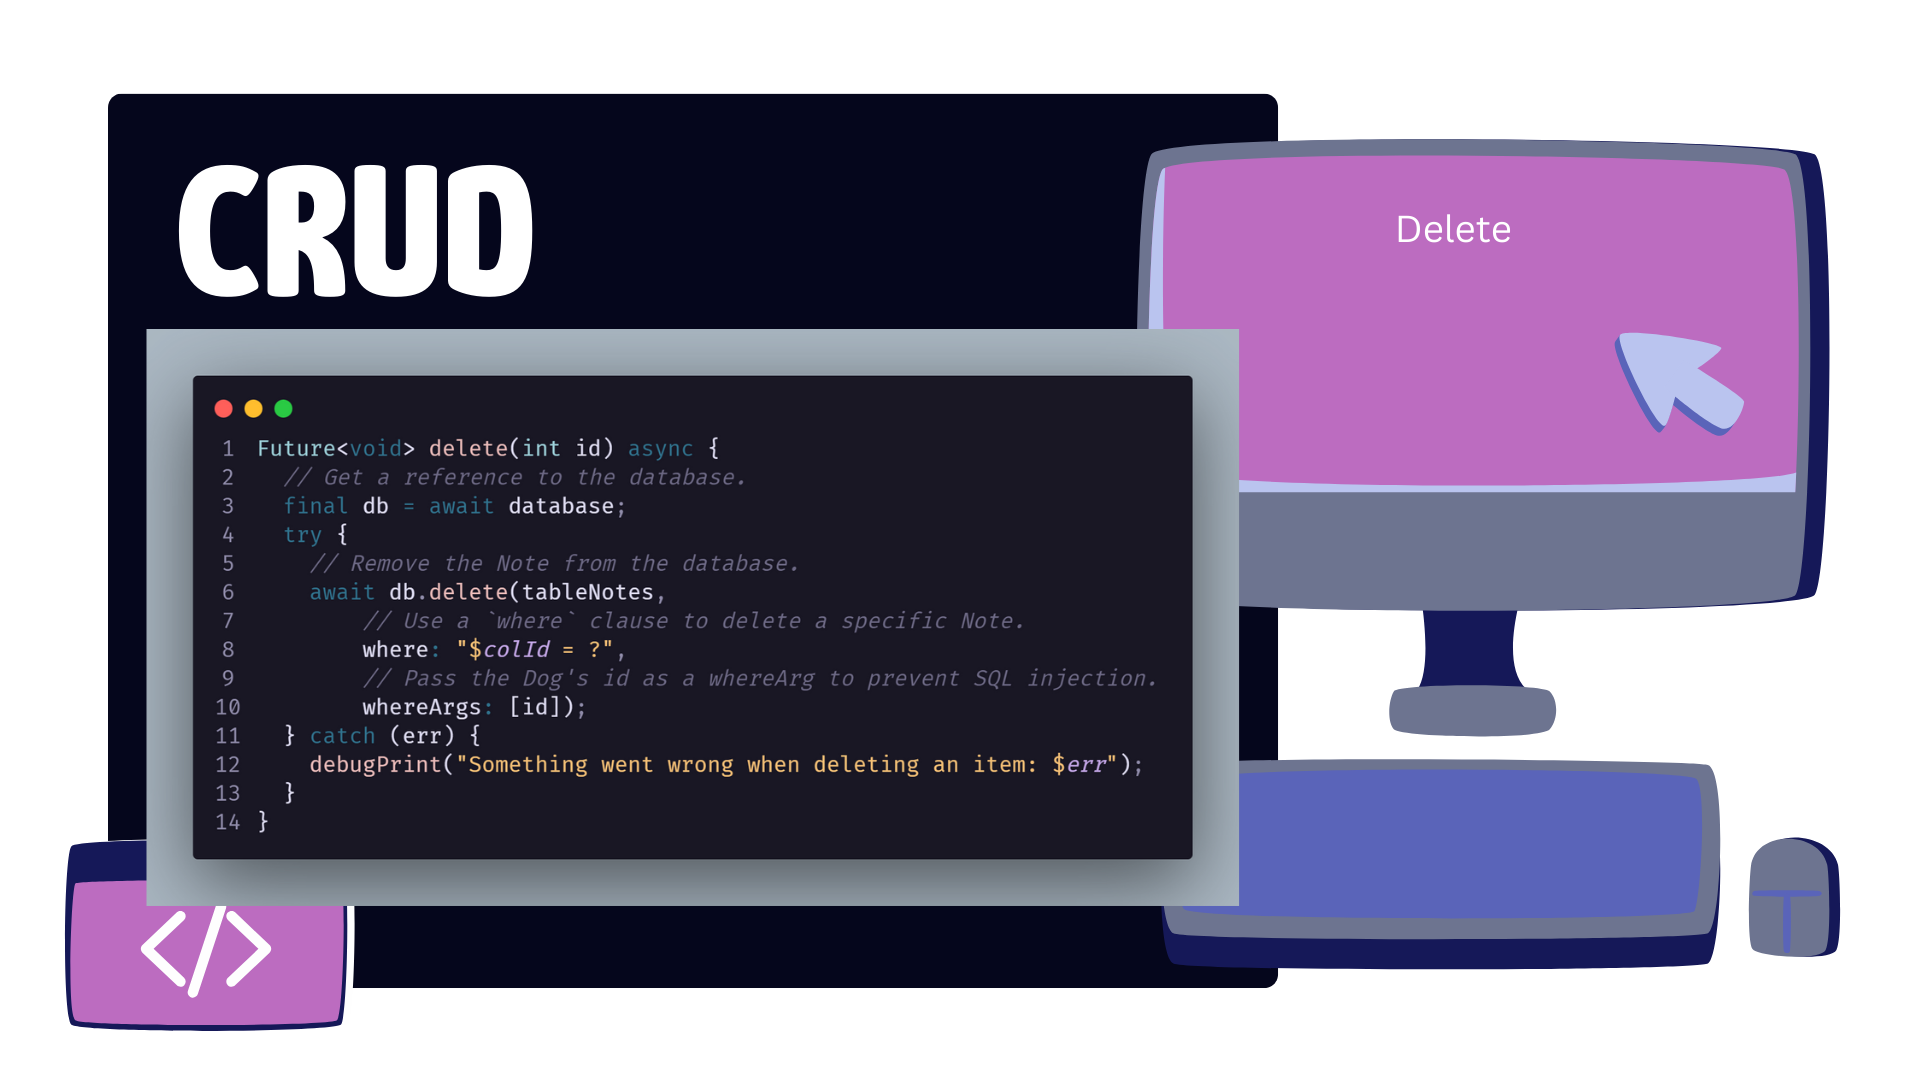 CRUD
Delete
1 Future<void> delete(int id) async {
2   // Get a reference to the database.
3   final db = await database;
4   try {
5     // Remove the Note from the database.
6     await db.delete(tableNotes,
7         // Use a `where` clause to delete a specific Note.
8         where: "$colId = ?",
9         // Pass the Dog's id as a whereArg to prevent SQL injection.
10         whereArgs: [id]);
11   } catch (err) {
12     debugPrint("Something went wrong when deleting an item: $err");
13   }
14 }
</>